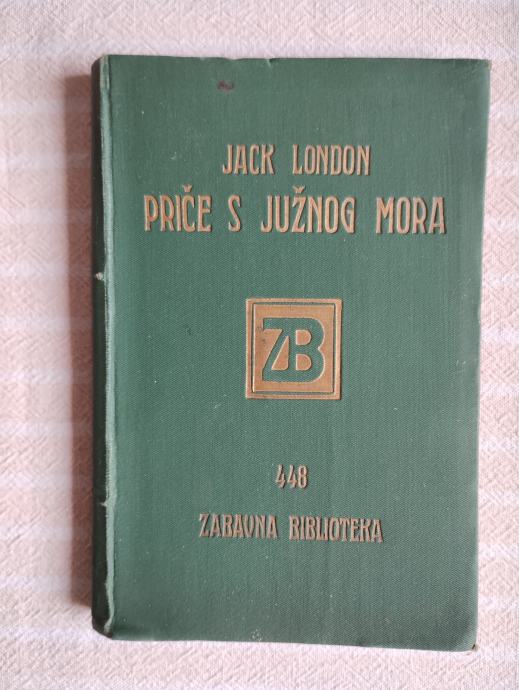 JACK LONDON
PRIČE S JUŽNOG MORA
ZB
448
ZABAVNA BIBLIOTEKA